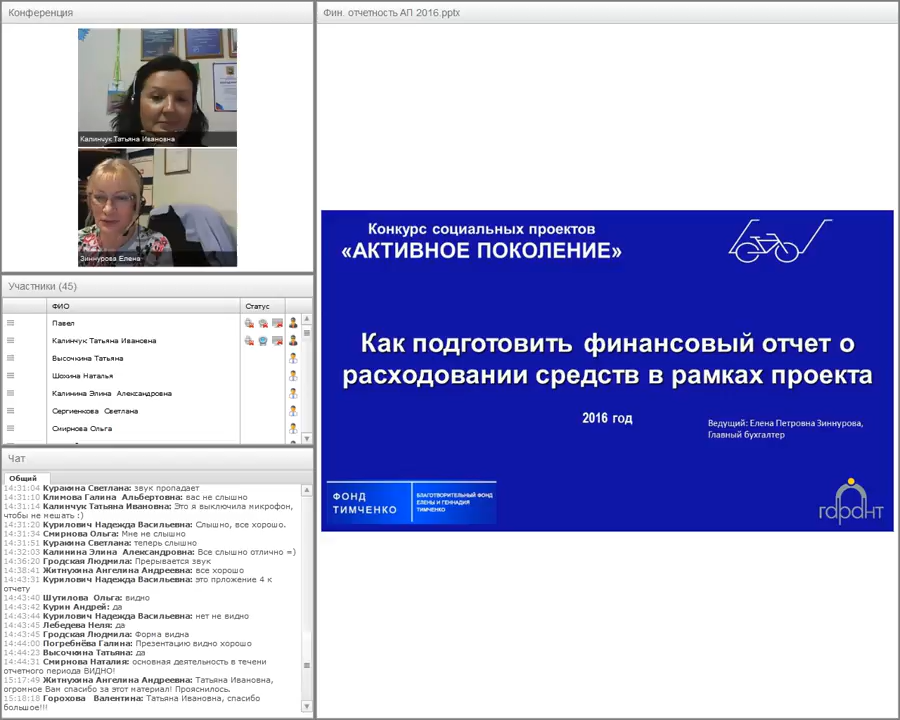 Конференция
Калинчук Татьяна Ивановна
Зиннурова Елена
Участники (45)
ФИО
Статус
Павел
Калинчук Татьяна Ивановна
Высочкина Татьяна
Шохина Наталья
Калинина Элина Александровна
Сергиенкова Светлана
Смирнова Ольга
Чат
Общий
14:31:04 Куракина Светлана: звук пропадает
14:31:10 Климова Галина Альбертовна: вас не слышно
14:31:14 Калинчук Татьяна Ивановна: Это я выключила микрофон,
чтобы не мешать :)
14:31:20 Курилович Надежда Васильевна: Слышно, все хорошо.
14:31:34 Смирнова Ольга: Мне не слышно
14:31:51 Куракина Светлана: теперь слышно
14:32:03 Калинина Элина Александровна: Все слышно отлично =)
14:36:20 Гродская Людмила: Прерывается звук
14:38:41 Житнухина Ангелина Андреевна: все хорошо
14:43:31 Курилович Надежда Васильевна: это прложение 4 к
отчету
14:43:40 Шутилова Ольга: видно
14:43:42 Курин Андрей: да
14:43:44 Курилович Надежда Васильевна: нет не видно
14:43:45 Лебедева Неля: да
14:43:45 Гродская Людмила: Форма видна
14:44:00 Погребнёва Галина: Презентацию видно хорошо
14:44:23 Высочкина Татьяна: да
14:44:31 Смирнова Наталия: основная деятельность в течени
отчетного периода ВИДНО!
15:17:49 Житнухина Ангелина Андреевна: Татьяна Ивановна,
огромное Вам спасибо за этот материал! Прояснилось.
15:18:18 Горохова Валентина: Татьяна Ивановна, спасибо
большое!!!
Фин. отчетность АП 2016.pptx
Конкурс социальных проектов
«АКТИВНОЕ ПОКОЛЕНИЕ»
Как подготовить финансовый отчет о
расходовании средств в рамках проекта
2016 год
Ведущий: Елена Петровна Зиннурова,
Главный бухгалтер
ФОНД
ТИМЧЕНКО
БЛАГОТВОРИТЕЛЬНЫЙ ФОНД
ЕЛЕНЫ И ГЕННАДИЯ
ТИМЧЕНКО
гарант